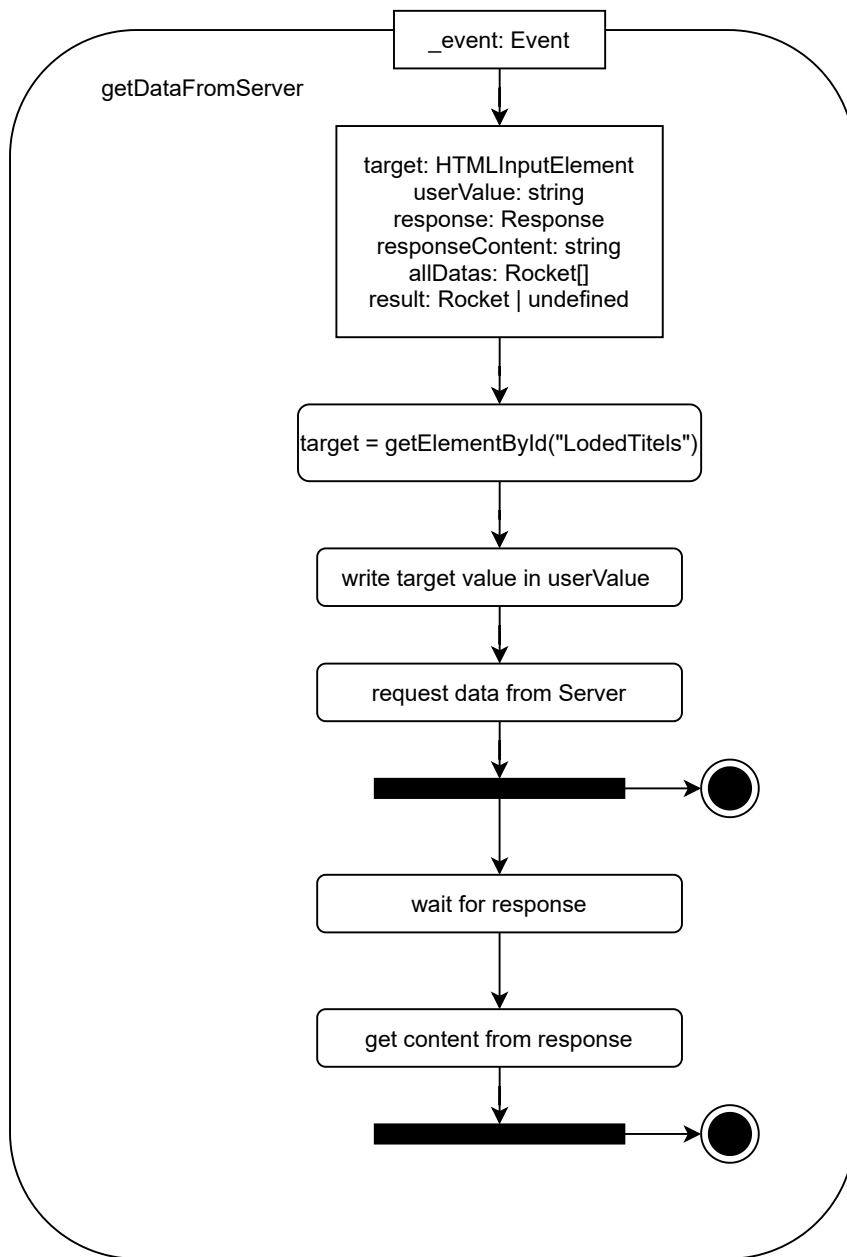 _event: Event
getDataFromServer
target: HTMLInputElement
userValue: string
response: Response
responseContent: string
allDatas: Rocket[]
result: Rocket | undefined
target = getElementById("LodedTitels")
write target value in userValue
request data from Server
wait for response
get content from response